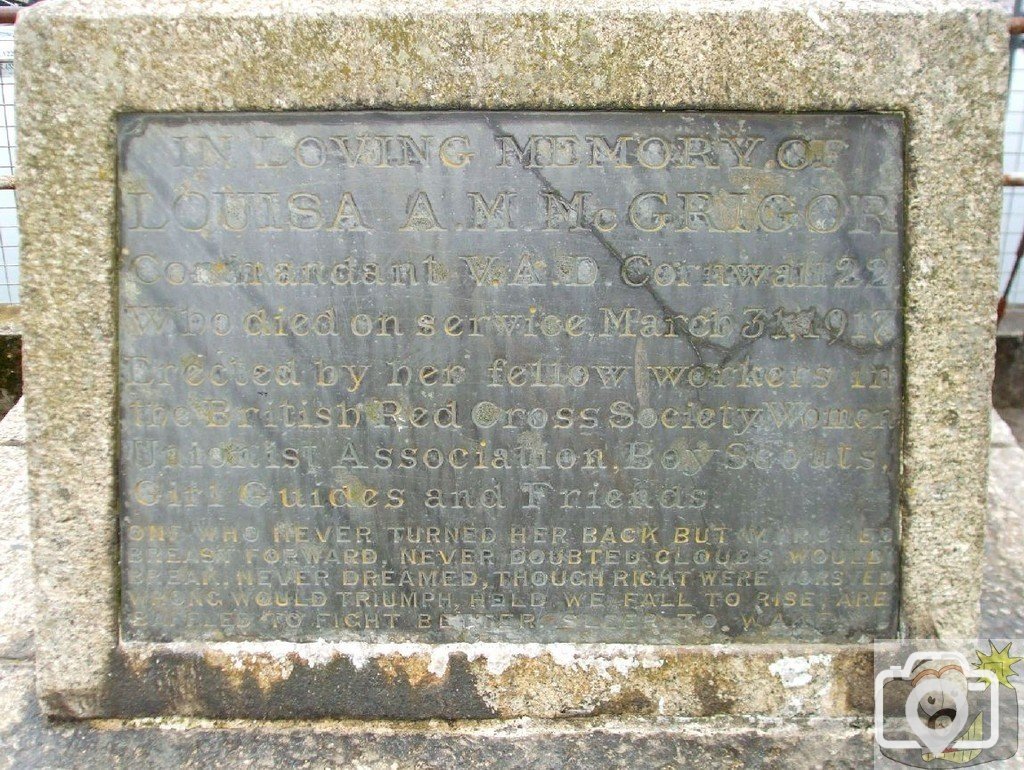 IN LOVING MEMORY OF
LOUISA A.M. McGRIGOR
Commandant V.A.D. Cornwall 22
Who died on service, March 31, 1917
Erected by her fellow workers in
the British Red Cross Society, Women
Unionist Association, Boy Scouts,
Girl Guides and Friends.
ONE WHO NEVER TURNED HER BACK BUT MARCHED
BREAST FORWARD, NEVER DOUBTED CLOUDS WOULD
BREAK, NEVER DREAMED, THOUGH RIGHT WERE WORSTED
WRONG WOULD TRIUMPH, HELD WE FALL TO RISE, ARE
BAFFLED TO FIGHT BETTER, SLEEP TO WAKE